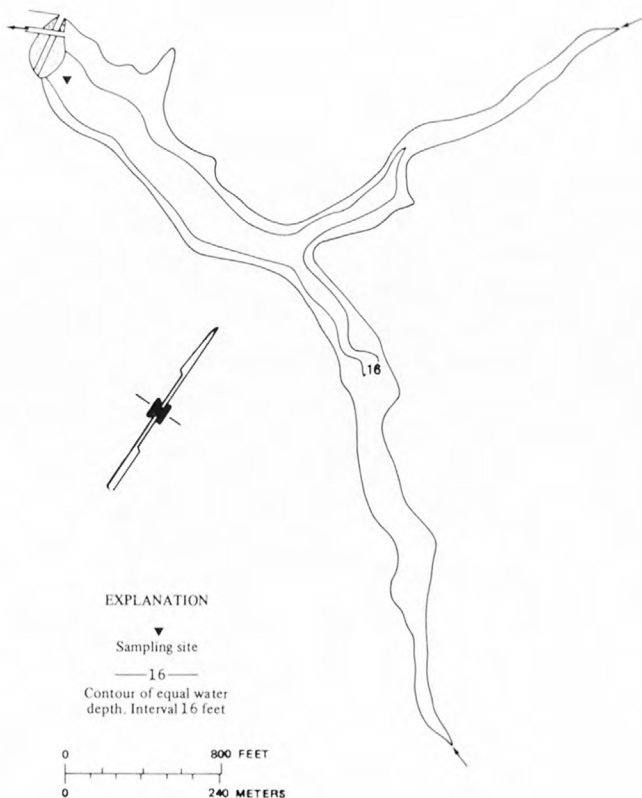 16
EXPLANATION
Sampling site
16
Contour of equal water
depth. Interval 16 feet
0 800 FEET
0 240 METERS